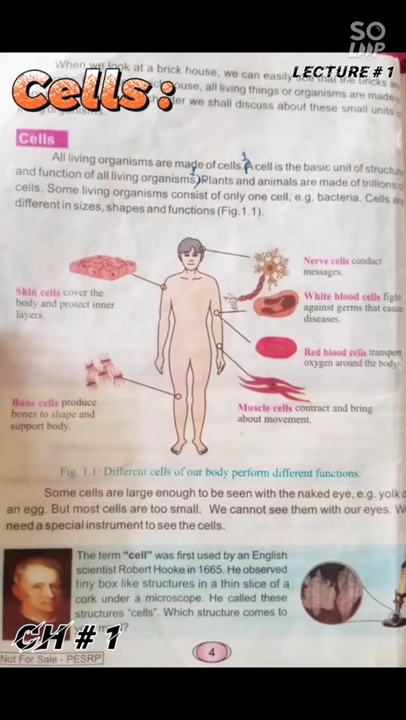 SO
LUP
LECTURE # 1
When we look at a brick house, we can easily see that the bricks
house, all living things or organisms are made
Cells:
ter we shall discuss about these small units
Cells
All living organisms are made of cells. A cell is the basic unit of structure
and function of all living organisms. Plants and animals are made of trillions of
cells. Some living organisms consist of only one cell, e.g. bacteria. Cells are
different in sizes, shapes and functions (Fig.1.1).
Nerve cells conduct
messages.
Skin cells cover the
body and protect inner
layers.
White blood cells fight
against germs that cause
diseases.
Red blood cells transport
oxygen around the body.
Bone cells produce
bones to shape and
support body.
Muscle cells contract and bring
about movement.
Fig. 1.1: Different cells of our body perform different functions.
Some cells are large enough to be seen with the naked eye, e.g. yolk of
an egg. But most cells are too small. We cannot see them with our eyes. We
need a special instrument to see the cells.
The term "cell" was first used by an English
scientist Robert Hooke in 1665. He observed
tiny box like structures in a thin slice of a
cork under a microscope. He called these
structures "cells". Which structure comes to
CH # 1
Not For Sale - PESRP
4